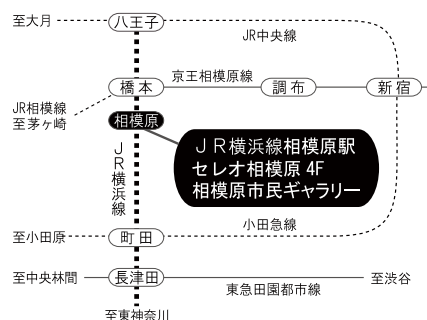 至大月
八王子
JR中央線
京王相模原線
橋本
調布
新宿
JR相模線
至茅ヶ崎
相模原
JR横浜線
JR横浜線相模原駅
セレオ相模原 4F
相模原市民ギャラリー
小田急線
至小田原
町田
至中央林間
長津田
至渋谷
東急田園都市線
至東神奈川